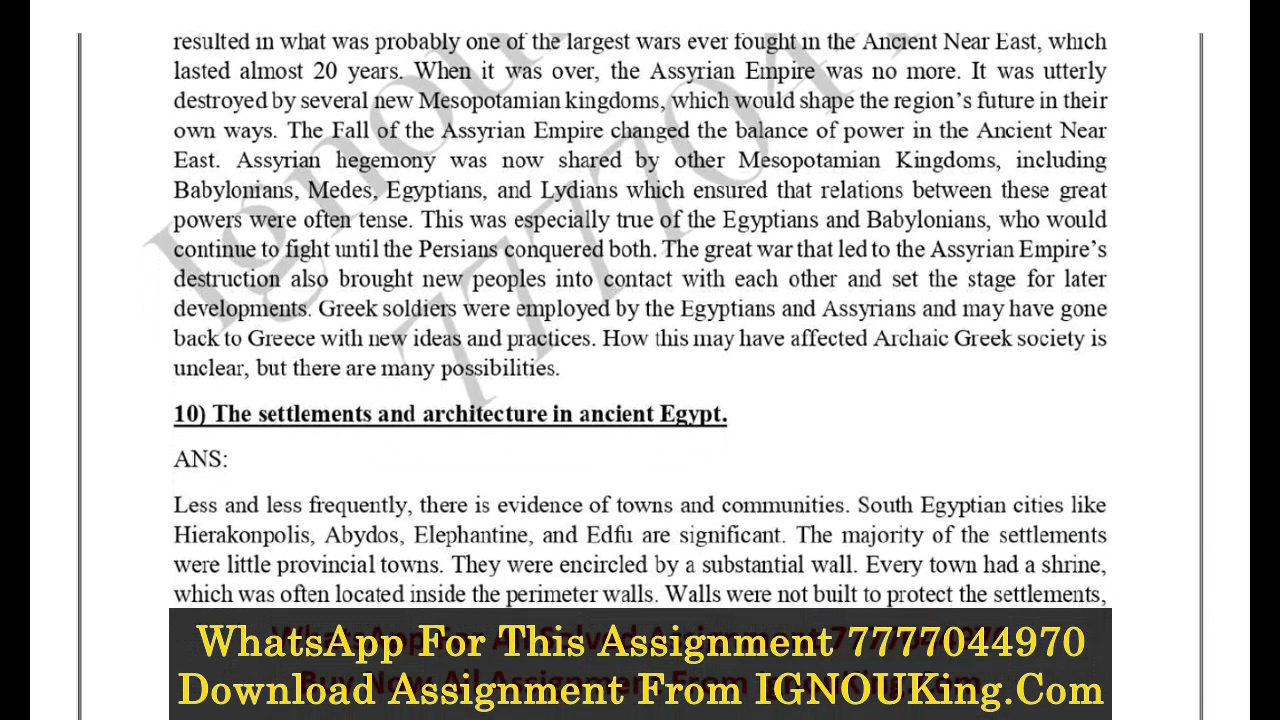 resulted in what was probably one of the largest wars ever fought in the Ancient Near East, which
lasted almost 20 years. When it was over, the Assyrian Empire was no more. It was utterly
destroyed by several new Mesopotamian kingdoms, which would shape the region's future in their
own ways. The Fall of the Assyrian Empire changed the balance of power in the Ancient Near
East. Assyrian hegemony was now shared by other Mesopotamian Kingdoms, including
Babylonians, Medes, Egyptians, and Lydians which ensured that relations between these great
powers were often tense. This was especially true of the Egyptians and Babylonians, who would
continue to fight until the Persians conquered both. The great war that led to the Assyrian Empire's
destruction also brought new peoples into contact with each other and set the stage for later
developments. Greek soldiers were employed by the Egyptians and Assyrians and may have gone
back to Greece with new ideas and practices. How this may have affected Archaic Greek society is
unclear, but there are many possibilities.
10) The settlements and architecture in ancient Egypt.
ANS:
Less and less frequently, there is evidence of towns and communities. South Egyptian cities like
Hierakonpolis, Abydos, Elephantine, and Edfu are significant. The majority of the settlements
were little provincial towns. They were encircled by a substantial wall. Every town had a shrine,
which was often located inside the perimeter walls. Walls were not built to protect the settlements,
WhatsApp For This Assignment 7777044970
Download Assignment From IGNOUKing.Com